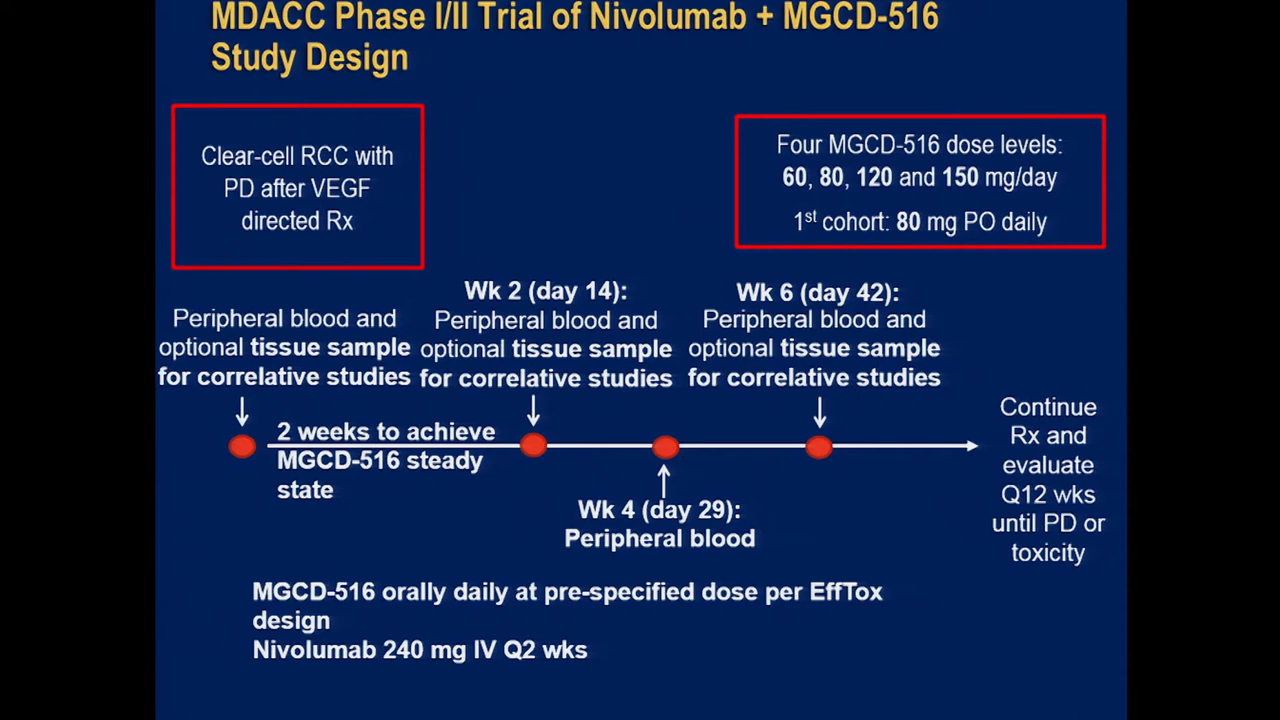 MDACC Phase I/II Trial of Nivolumab + MGCD-516
Study Design
Clear-cell RCC with
PD after VEGF
directed Rx
Four MGCD-516 dose levels:
60, 80, 120 and 150 mg/day
1st cohort: 80 mg PO daily
Peripheral blood and
optional tissue sample
for correlative studies
Wk 2 (day 14):
Peripheral blood and
optional tissue sample
for correlative studies
Wk 6 (day 42):
Peripheral blood and
optional tissue sample
for correlative studies
2 weeks to achieve
MGCD-516 steady
state
Wk 4 (day 29):
Peripheral blood
Continue
Rx and
evaluate
Q12 wks
until PD or
toxicity
MGCD-516 orally daily at pre-specified dose per EffTox
design
Nivolumab 240 mg IV Q2 wks